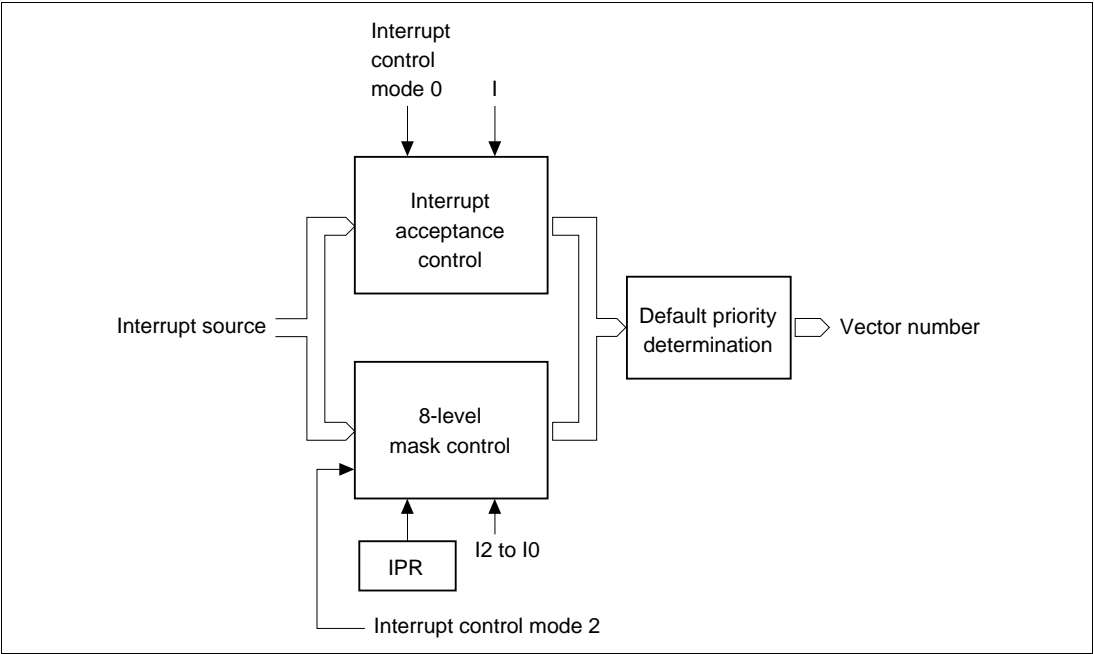 Interrupt
control
mode 0
I
Interrupt
acceptance
control
Interrupt source
Default priority
determination
Vector number
8-level
mask control
I2 to I0
IPR
Interrupt control mode 2